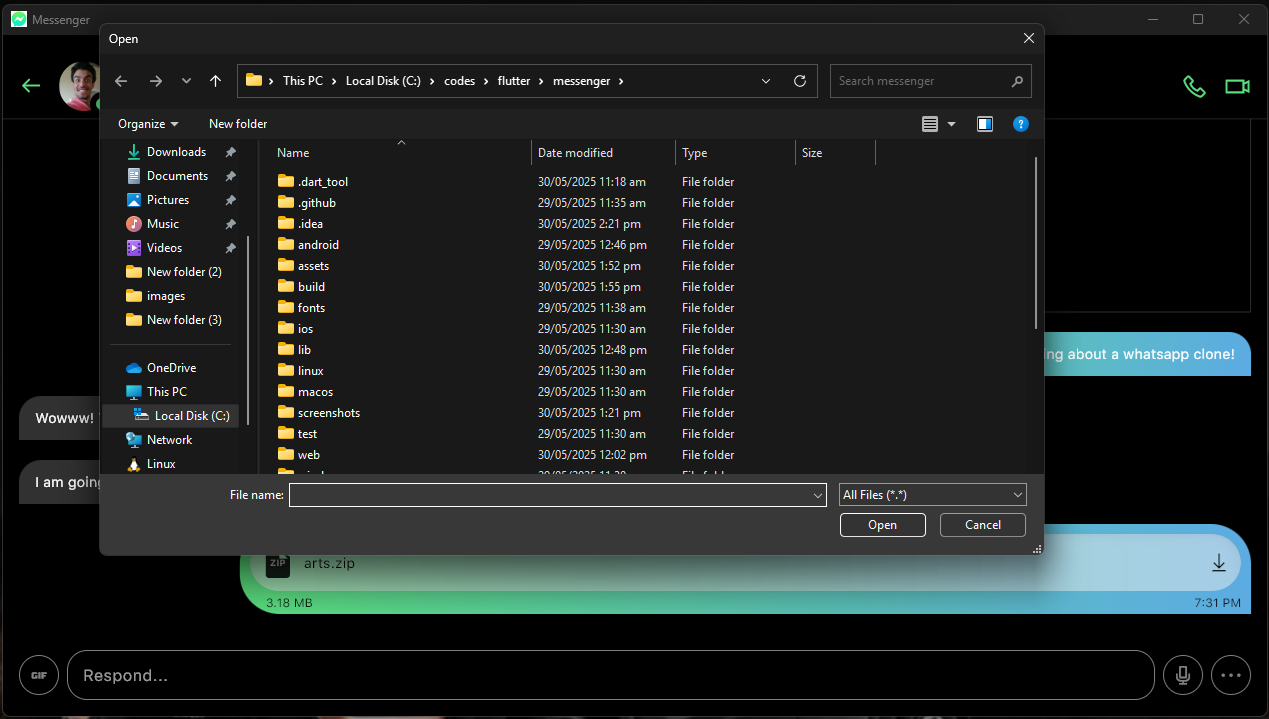 Messenger
Open
This PC > Local Disk (C:) > codes > flutter > messenger >
Search messenger
Organize
New folder
?
Downloads
Documents
Pictures
Music
Videos
New folder (2)
images
New folder (3)
OneDrive
This PC
Local Disk (C:)
Network
Linux
Name Date modified Type Size
.dart_tool 30/05/2025 11:18 am File folder
.github 29/05/2025 11:35 am File folder
.idea 30/05/2025 2:21 pm File folder
android 29/05/2025 12:46 pm File folder
assets 30/05/2025 1:52 pm File folder
build 30/05/2025 1:55 pm File folder
fonts 29/05/2025 11:38 am File folder
ios 29/05/2025 11:30 am File folder
lib 30/05/2025 12:48 pm File folder
linux 29/05/2025 11:30 am File folder
macos 29/05/2025 11:30 am File folder
screenshots 30/05/2025 1:21 pm File folder
test 29/05/2025 11:30 am File folder
web 30/05/2025 12:02 pm File folder
File name:
All Files (*.*)
Open
Cancel
ing about a whatsapp clone!
Wowww!
I am going
ZIP
arts.zip
3.18 MB
7:31 PM
GIF
Respond...